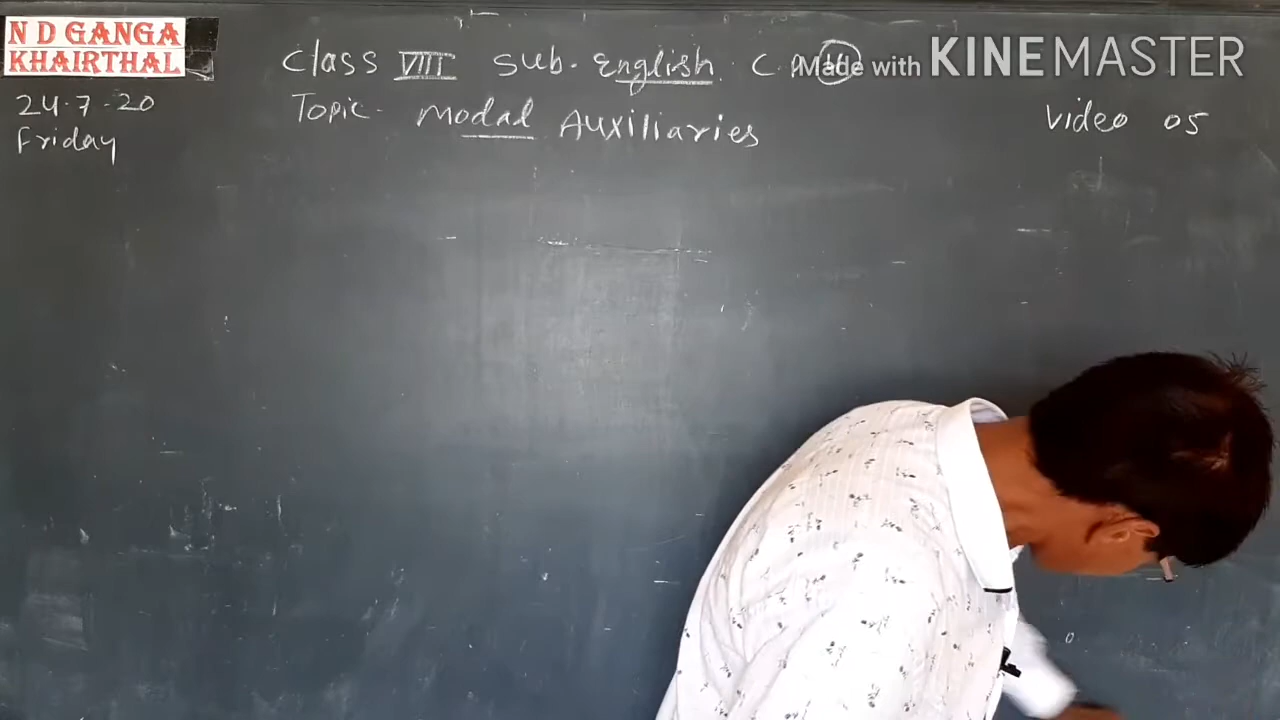 N D GANGA
KHAIRTHAL
Class VIII Sub. English C.
Made with KINEMASTER
24.7.20
Friday
Topic- Modal Auxiliaries
Video 05